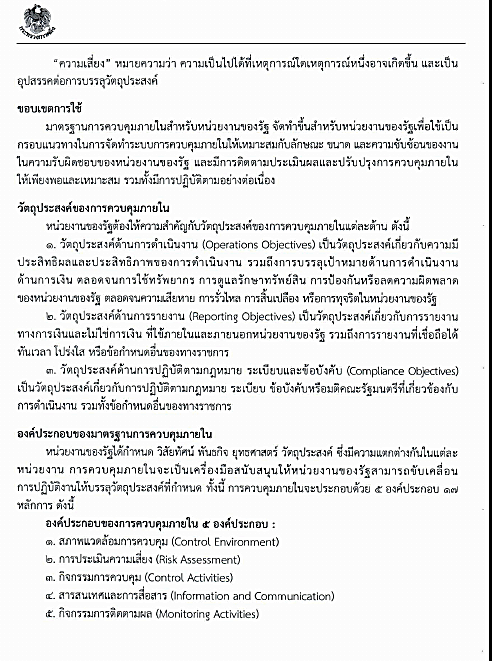 กระทรวงการคลัง
“ความเสี่ยง” หมายความว่า ความเป็นไปได้ที่เหตุการณ์ใดเหตุการณ์หนึ่งอาจเกิดขึ้น และเป็น
อุปสรรคต่อการบรรลุวัตถุประสงค์
ขอบเขตการใช้
มาตรฐานการควบคุมภายในสำหรับหน่วยงานของรัฐ จัดทำขึ้นสำหรับหน่วยงานของรัฐเพื่อใช้เป็น
กรอบแนวทางในการจัดทำระบบการควบคุมภายในให้เหมาะสมกับลักษณะ ขนาด และความซับซ้อนของงาน
ในความรับผิดชอบของหน่วยงานของรัฐ และมีการติดตามประเมินผลและปรับปรุงการควบคุมภายใน
ให้เพียงพอและเหมาะสม รวมทั้งมีการปฏิบัติตามอย่างต่อเนื่อง
วัตถุประสงค์ของการควบคุมภายใน
หน่วยงานของรัฐต้องให้ความสำคัญกับวัตถุประสงค์ของการควบคุมภายในแต่ละด้าน ดังนี้
๑. วัตถุประสงค์ด้านการดำเนินงาน (Operations Objectives) เป็นวัตถุประสงค์เกี่ยวกับความมี
ประสิทธิผลและประสิทธิภาพของการดำเนินงาน รวมถึงการบรรลุเป้าหมายด้านการดำเนินงาน
ด้านการเงิน ตลอดจนการใช้ทรัพยากร การดูแลรักษาทรัพย์สิน การป้องกันหรือลดความผิดพลาด
ของหน่วยงานของรัฐ ตลอดจนความเสียหาย การรั่วไหล การสิ้นเปลือง หรือการทุจริตในหน่วยงานของรัฐ
๒. วัตถุประสงค์ด้านการรายงาน (Reporting Objectives) เป็นวัตถุประสงค์เกี่ยวกับการรายงาน
ทางการเงินและไม่ใช่การเงิน ที่ใช้ภายในและภายนอกหน่วยงานของรัฐ รวมถึงการรายงานที่เชื่อถือได้
ทันเวลา โปร่งใส หรือข้อกำหนดอื่นของทางราชการ
๓. วัตถุประสงค์ด้านการปฏิบัติตามกฎหมาย ระเบียบและข้อบังคับ (Compliance Objectives)
เป็นวัตถุประสงค์เกี่ยวกับการปฏิบัติตามกฎหมาย ระเบียบ ข้อบังคับหรือมติคณะรัฐมนตรีที่เกี่ยวข้องกับ
การดำเนินงาน รวมทั้งข้อกำหนดอื่นของทางราชการ
องค์ประกอบของมาตรฐานการควบคุมภายใน
หน่วยงานของรัฐได้กำหนด วิสัยทัศน์ พันธกิจ ยุทธศาสตร์ วัตถุประสงค์ ซึ่งมีความแตกต่างกันในแต่ละ
หน่วยงาน การควบคุมภายในจะเป็นเครื่องมือสนับสนุนให้หน่วยงานของรัฐสามารถขับเคลื่อน
การปฏิบัติงานให้บรรลุวัตถุประสงค์ที่กำหนด ทั้งนี้ การควบคุมภายในจะประกอบด้วย ๕ องค์ประกอบ ๑๗
หลักการ ดังนี้
องค์ประกอบของการควบคุมภายใน ๕ องค์ประกอบ :
๑. สภาพแวดล้อมการควบคุม (Control Environment)
๒. การประเมินความเสี่ยง (Risk Assessment)
๓. กิจกรรมการควบคุม (Control Activities)
๔. สารสนเทศและการสื่อสาร (Information and Communication)
๕. กิจกรรมการติดตามผล (Monitoring Activities)